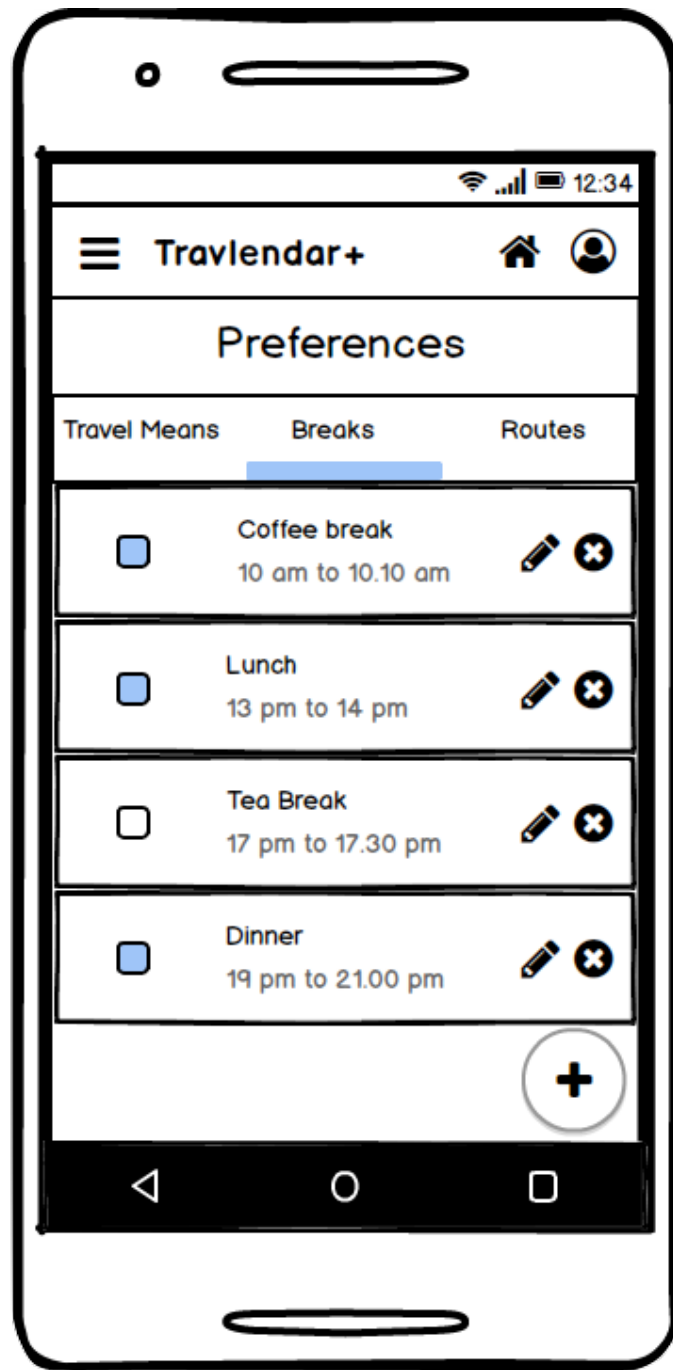 12:34
Travlendar+
Preferences
Travel Means Breaks Routes
Coffee break
10 am to 10.10 am
Lunch
13 pm to 14 pm
Tea Break
17 pm to 17.30 pm
Dinner
19 pm to 21.00 pm